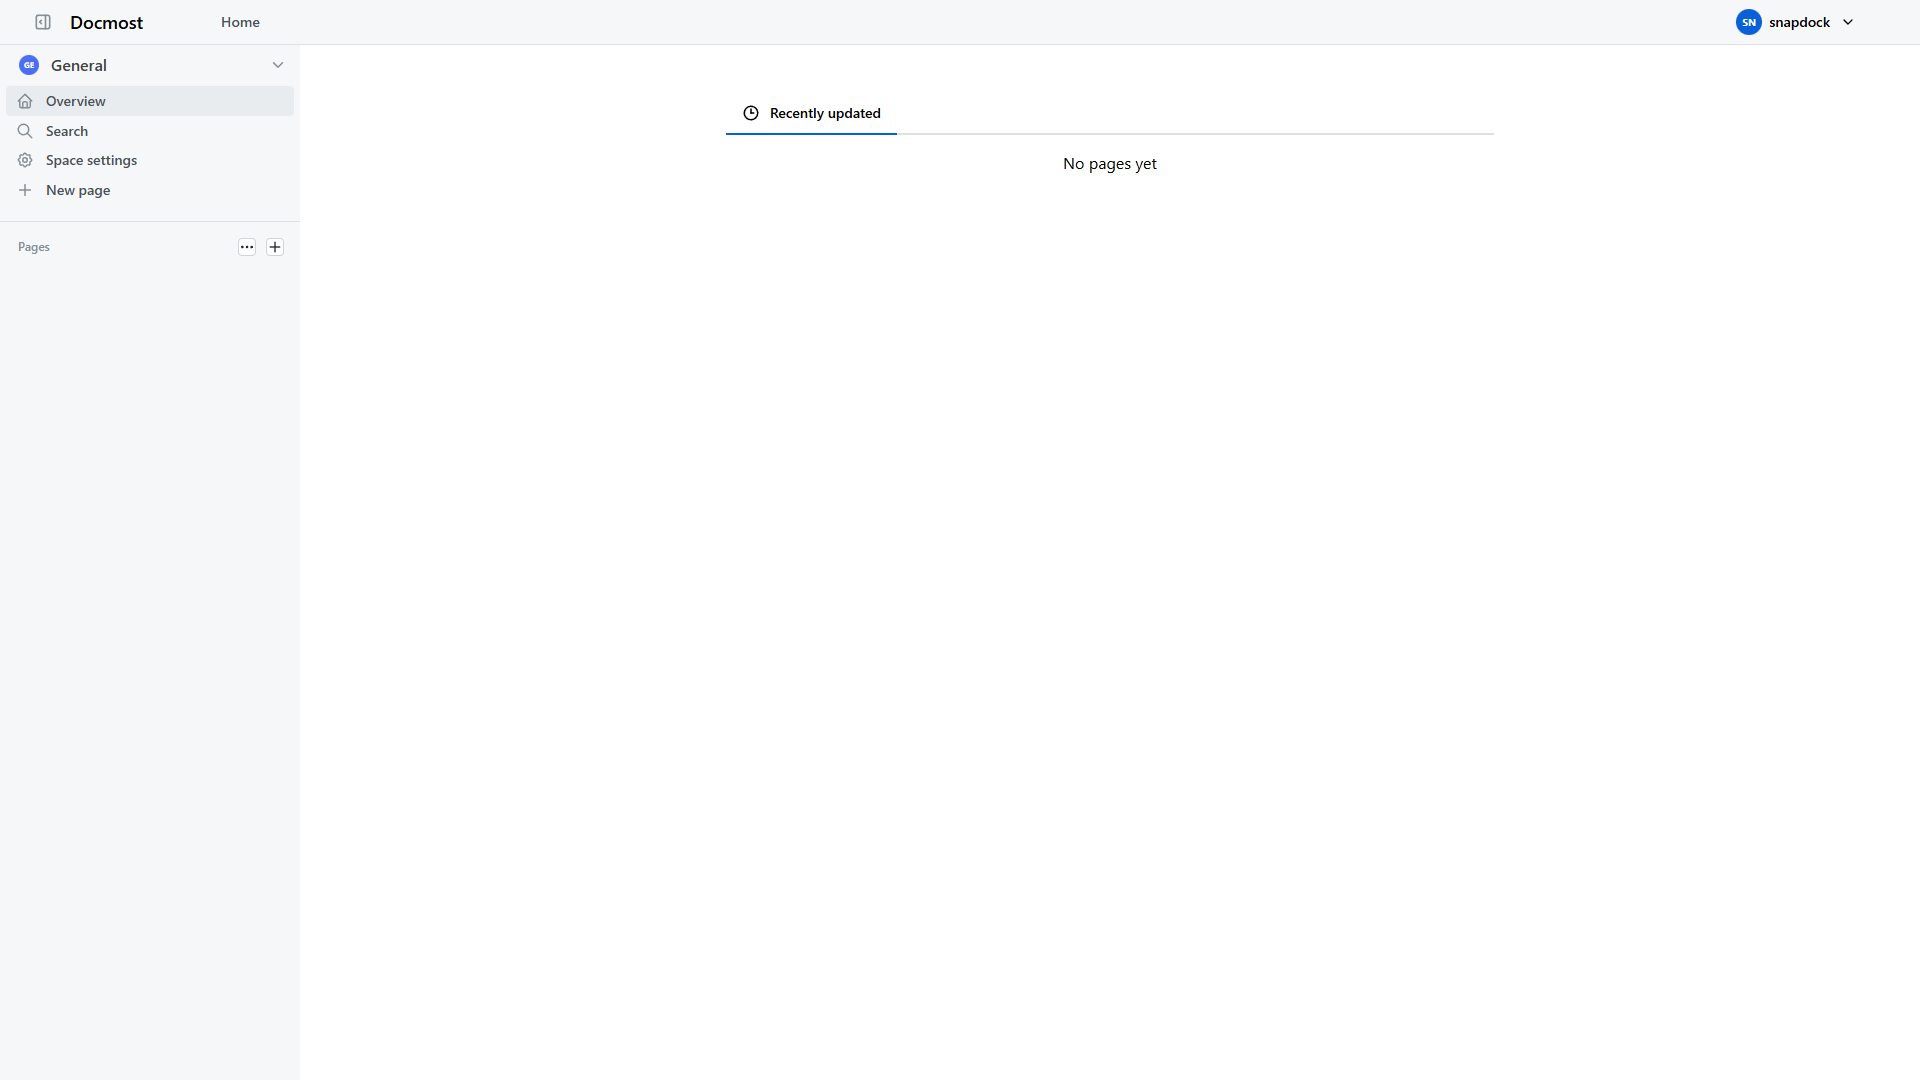 Docmost
Home
SN snapdock
GE General
Overview
Search
Space settings
New page
Pages
Recently updated
No pages yet